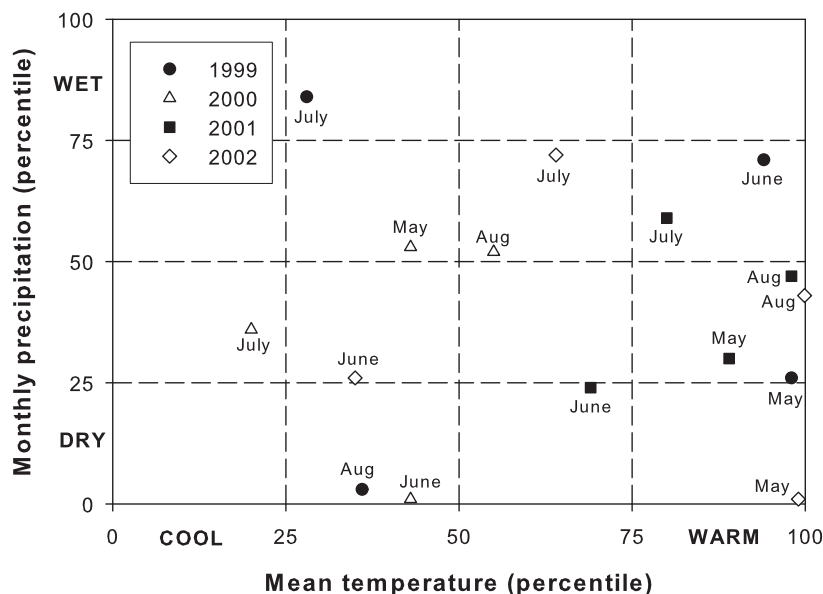 100
WET
1999
2000
2001
2002
July
75
July
June
May
Aug
July
50
Aug
Aug
July
June
May
25
June
May
DRY
Aug
June
May
0
0
COOL
25
50
75
WARM
100
Monthly precipitation (percentile)
Mean temperature (percentile)